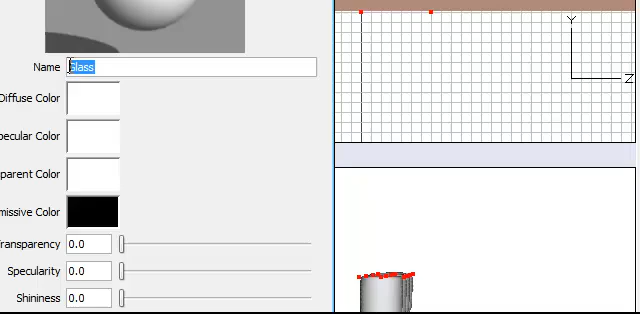 Name Glass
Diffuse Color
pecular Color
parent Color
missive Color
ransparency 0.0
Specularity 0.0
Shininess 0.0
Y
Z